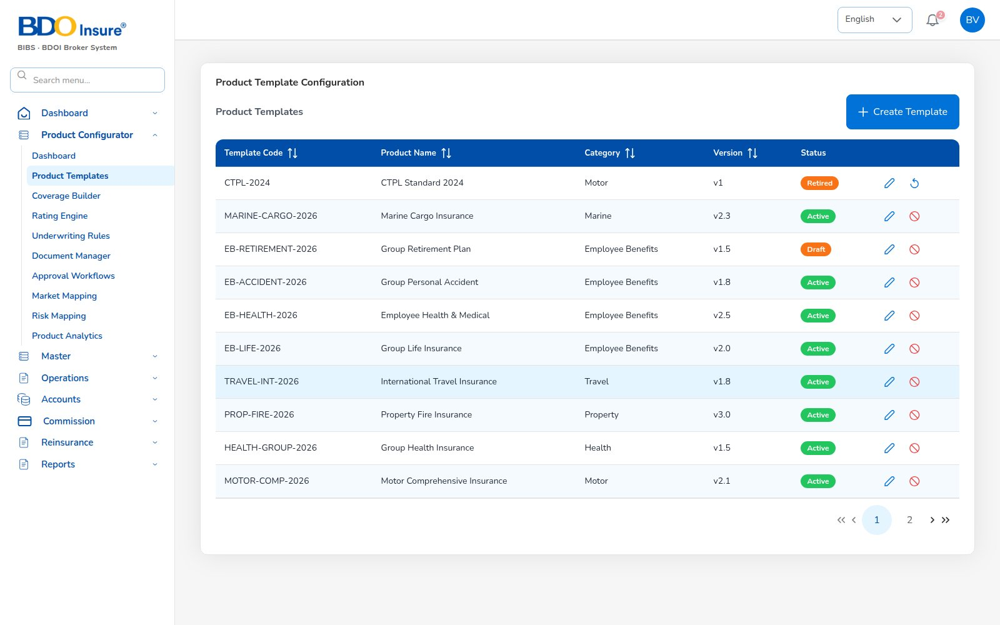 BDO Insure®
BIBS · BDOI Broker System
Search menu...
Dashboard
Product Configurator
Dashboard
Product Templates
Coverage Builder
Rating Engine
Underwriting Rules
Document Manager
Approval Workflows
Market Mapping
Risk Mapping
Product Analytics
Master
Operations
Accounts
Commission
Reinsurance
Reports
English
2
BV
Product Template Configuration
Product Templates
Create Template
Template Code Product Name Category Version Status
CTPL-2024 CTPL Standard 2024 Motor v1 Retired
MARINE-CARGO-2026 Marine Cargo Insurance Marine v2.3 Active
EB-RETIREMENT-2026 Group Retirement Plan Employee Benefits v1.5 Draft
EB-ACCIDENT-2026 Group Personal Accident Employee Benefits v1.8 Active
EB-HEALTH-2026 Employee Health & Medical Employee Benefits v2.5 Active
EB-LIFE-2026 Group Life Insurance Employee Benefits v2.0 Active
TRAVEL-INT-2026 International Travel Insurance Travel v1.8 Active
PROP-FIRE-2026 Property Fire Insurance Property v3.0 Active
HEALTH-GROUP-2026 Group Health Insurance Health v1.5 Active
MOTOR-COMP-2026 Motor Comprehensive Insurance Motor v2.1 Active
1 2